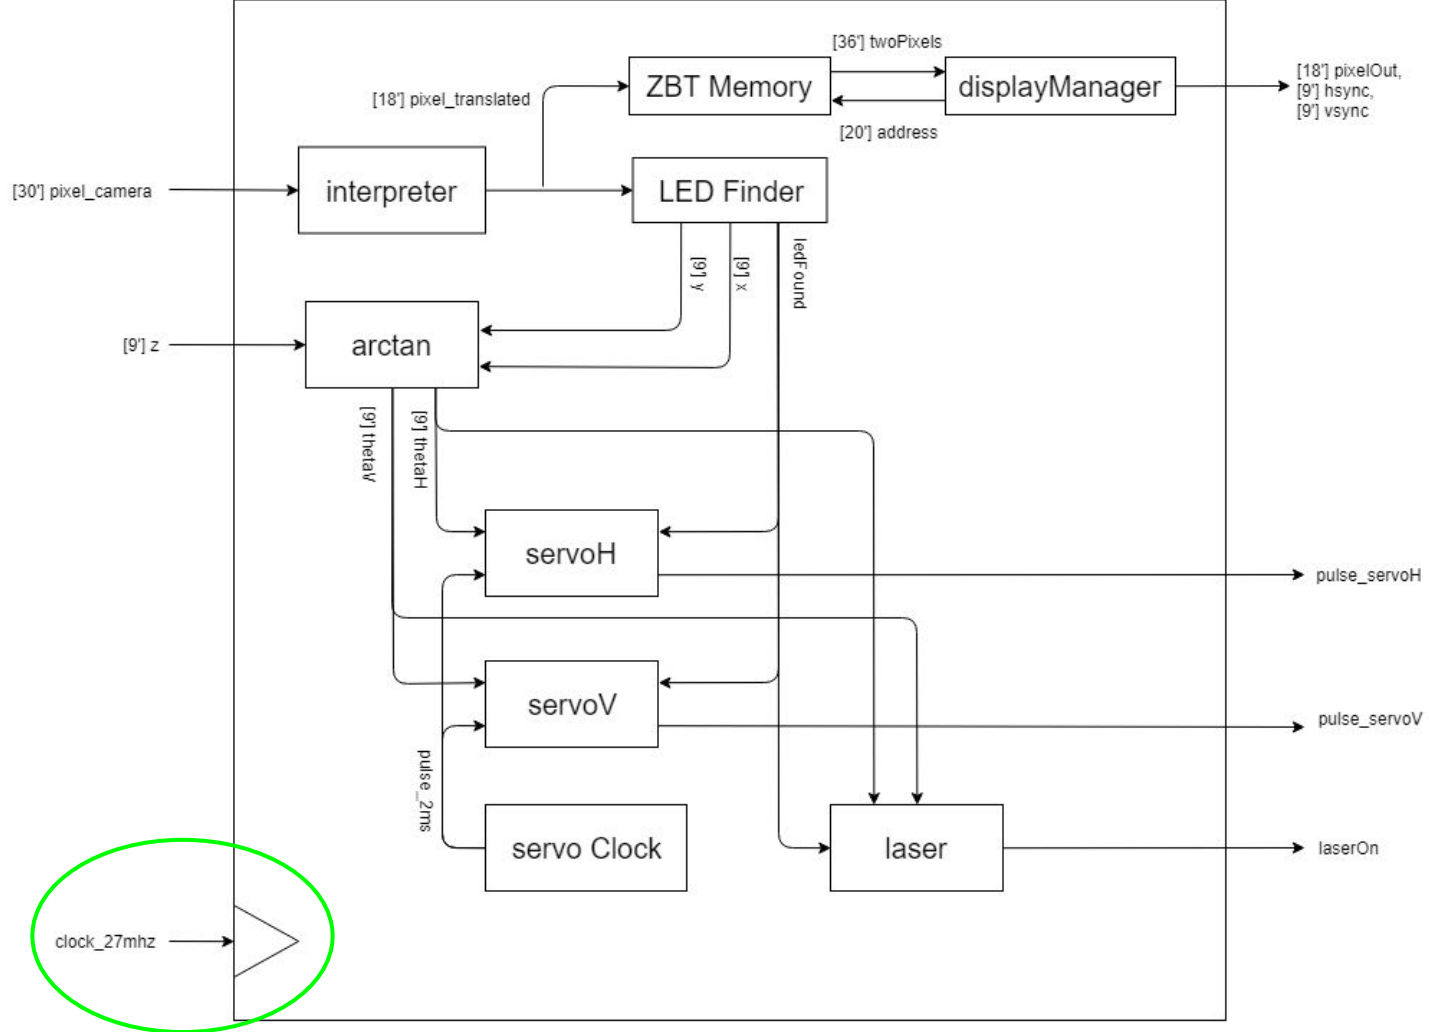 [36'] twoPixels
ZBT Memory
displayManager
[18'] pixelOut,
[9'] hsync,
[9'] vsync
[18'] pixel_translated
[20'] address
[30'] pixel_camera
interpreter
LED Finder
[9'] y
[9'] x
ledFound
[9'] z
arctan
[9'] thetaV
[9'] thetaH
servoH
pulse_servoH
servoV
pulse_servoV
pulse_2ms
servo Clock
laser
laserOn
clock_27mhz